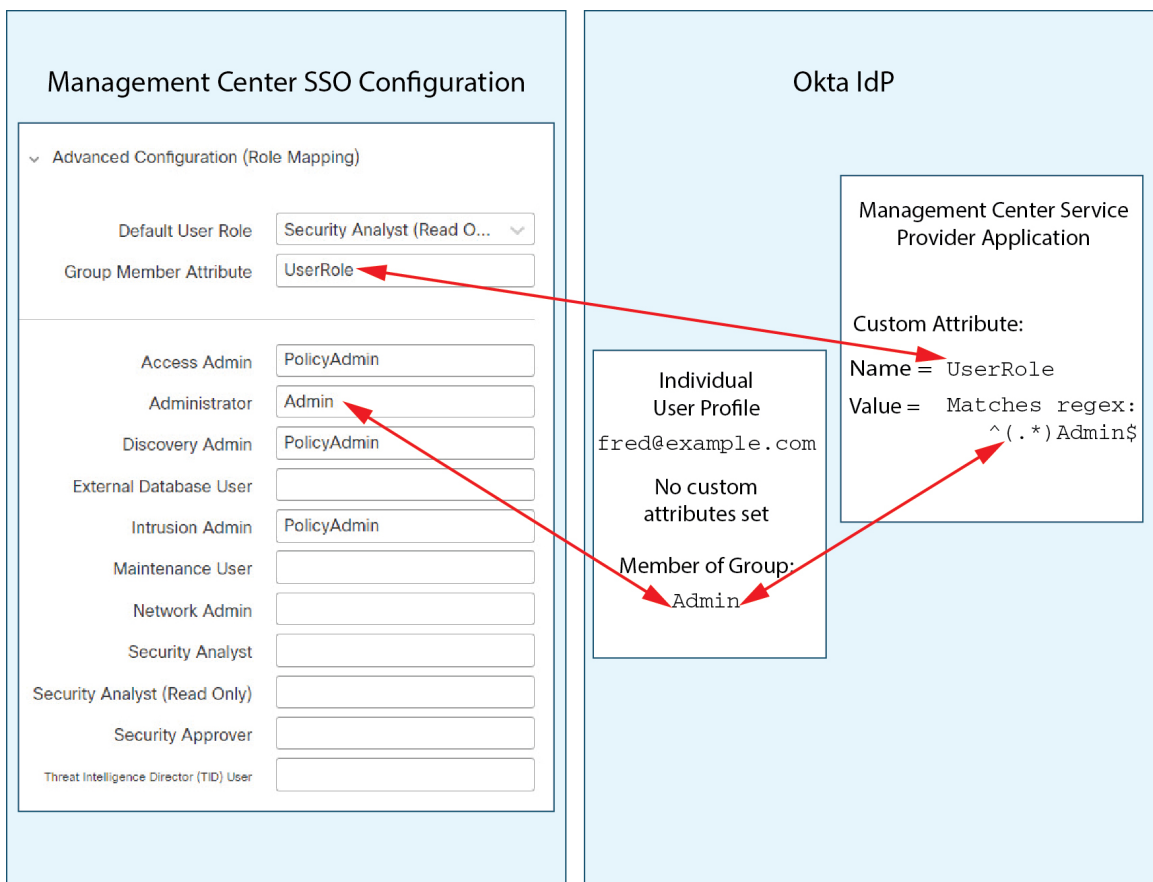 Management Center SSO Configuration
Advanced Configuration (Role Mapping)
Default User Role Security Analyst (Read O...
Group Member Attribute UserRole
Access Admin PolicyAdmin
Administrator Admin
Discovery Admin PolicyAdmin
External Database User
Intrusion Admin PolicyAdmin
Maintenance User
Network Admin
Security Analyst
Security Analyst (Read Only)
Security Approver
Threat Intelligence Director (TID) User
Okta IdP
Individual
User Profile
fred@example.com
No custom
attributes set
Member of Group:
Admin
Management Center Service
Provider Application
Custom Attribute:
Name = UserRole
Value = Matches regex:
^(.*)Admin$